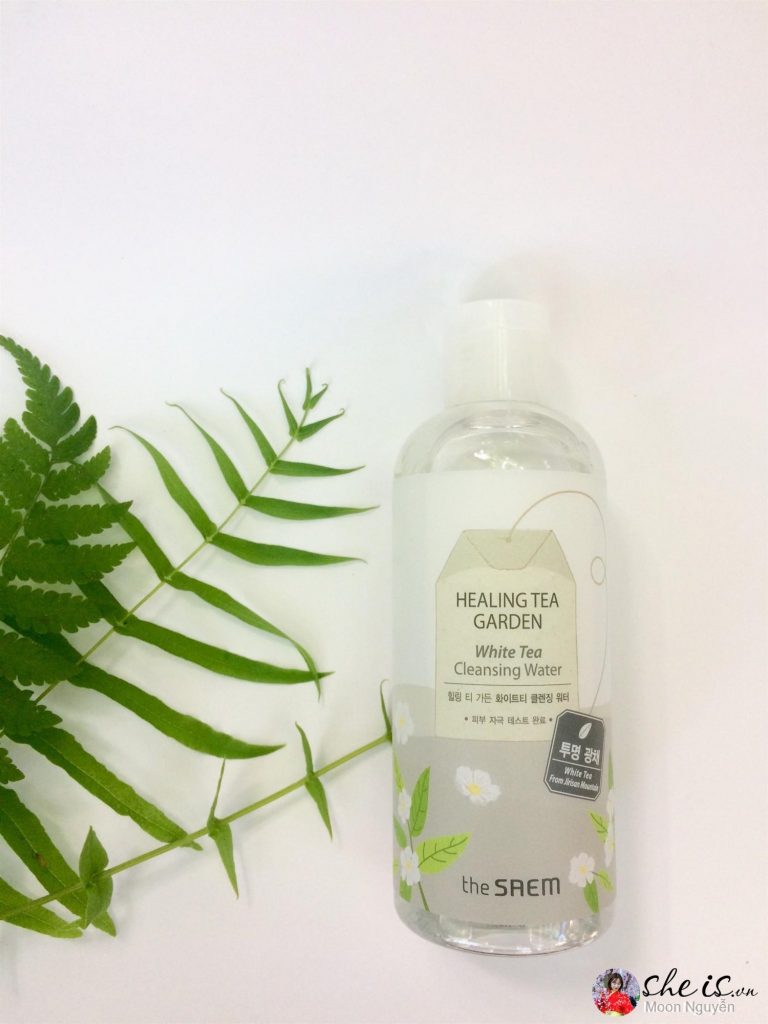 HEALING TEA
GARDEN
White Tea
Cleansing Water
힐링 티 가든 화이트티 클렌징 워터
• 피부 자극 테스트 완료 •
투명 광채
White Tea
From Jirisan Mountain
the SAEM
she is.vn
Moon Nguyễn